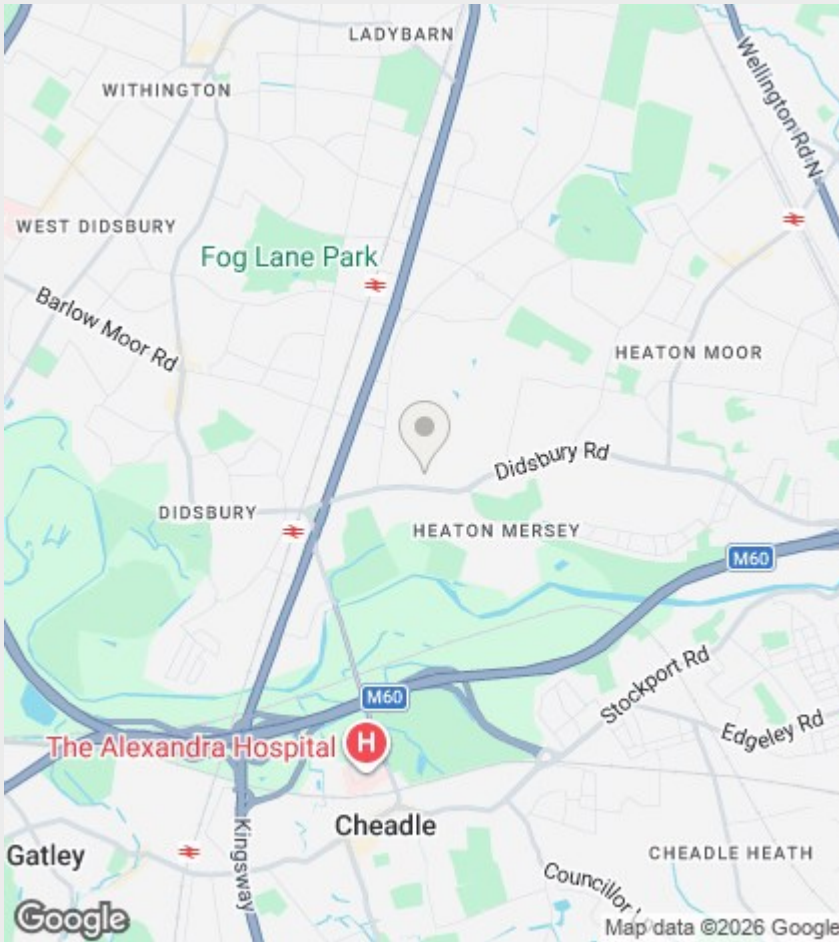 LADYBARN
WITHINGTON
Wellington Rd N
WEST DIDSBURY
Fog Lane Park
Barlow Moor Rd
HEATON MOOR
Didsbury Rd
DIDSBURY
HEATON MERSEY
M60
Stockport Rd
M60
Edgeley Rd
The Alexandra Hospital
H
Cheadle
Kingsway
Gatley
CHEADLE HEATH
Councillor
Google
Map data ©2026 Google